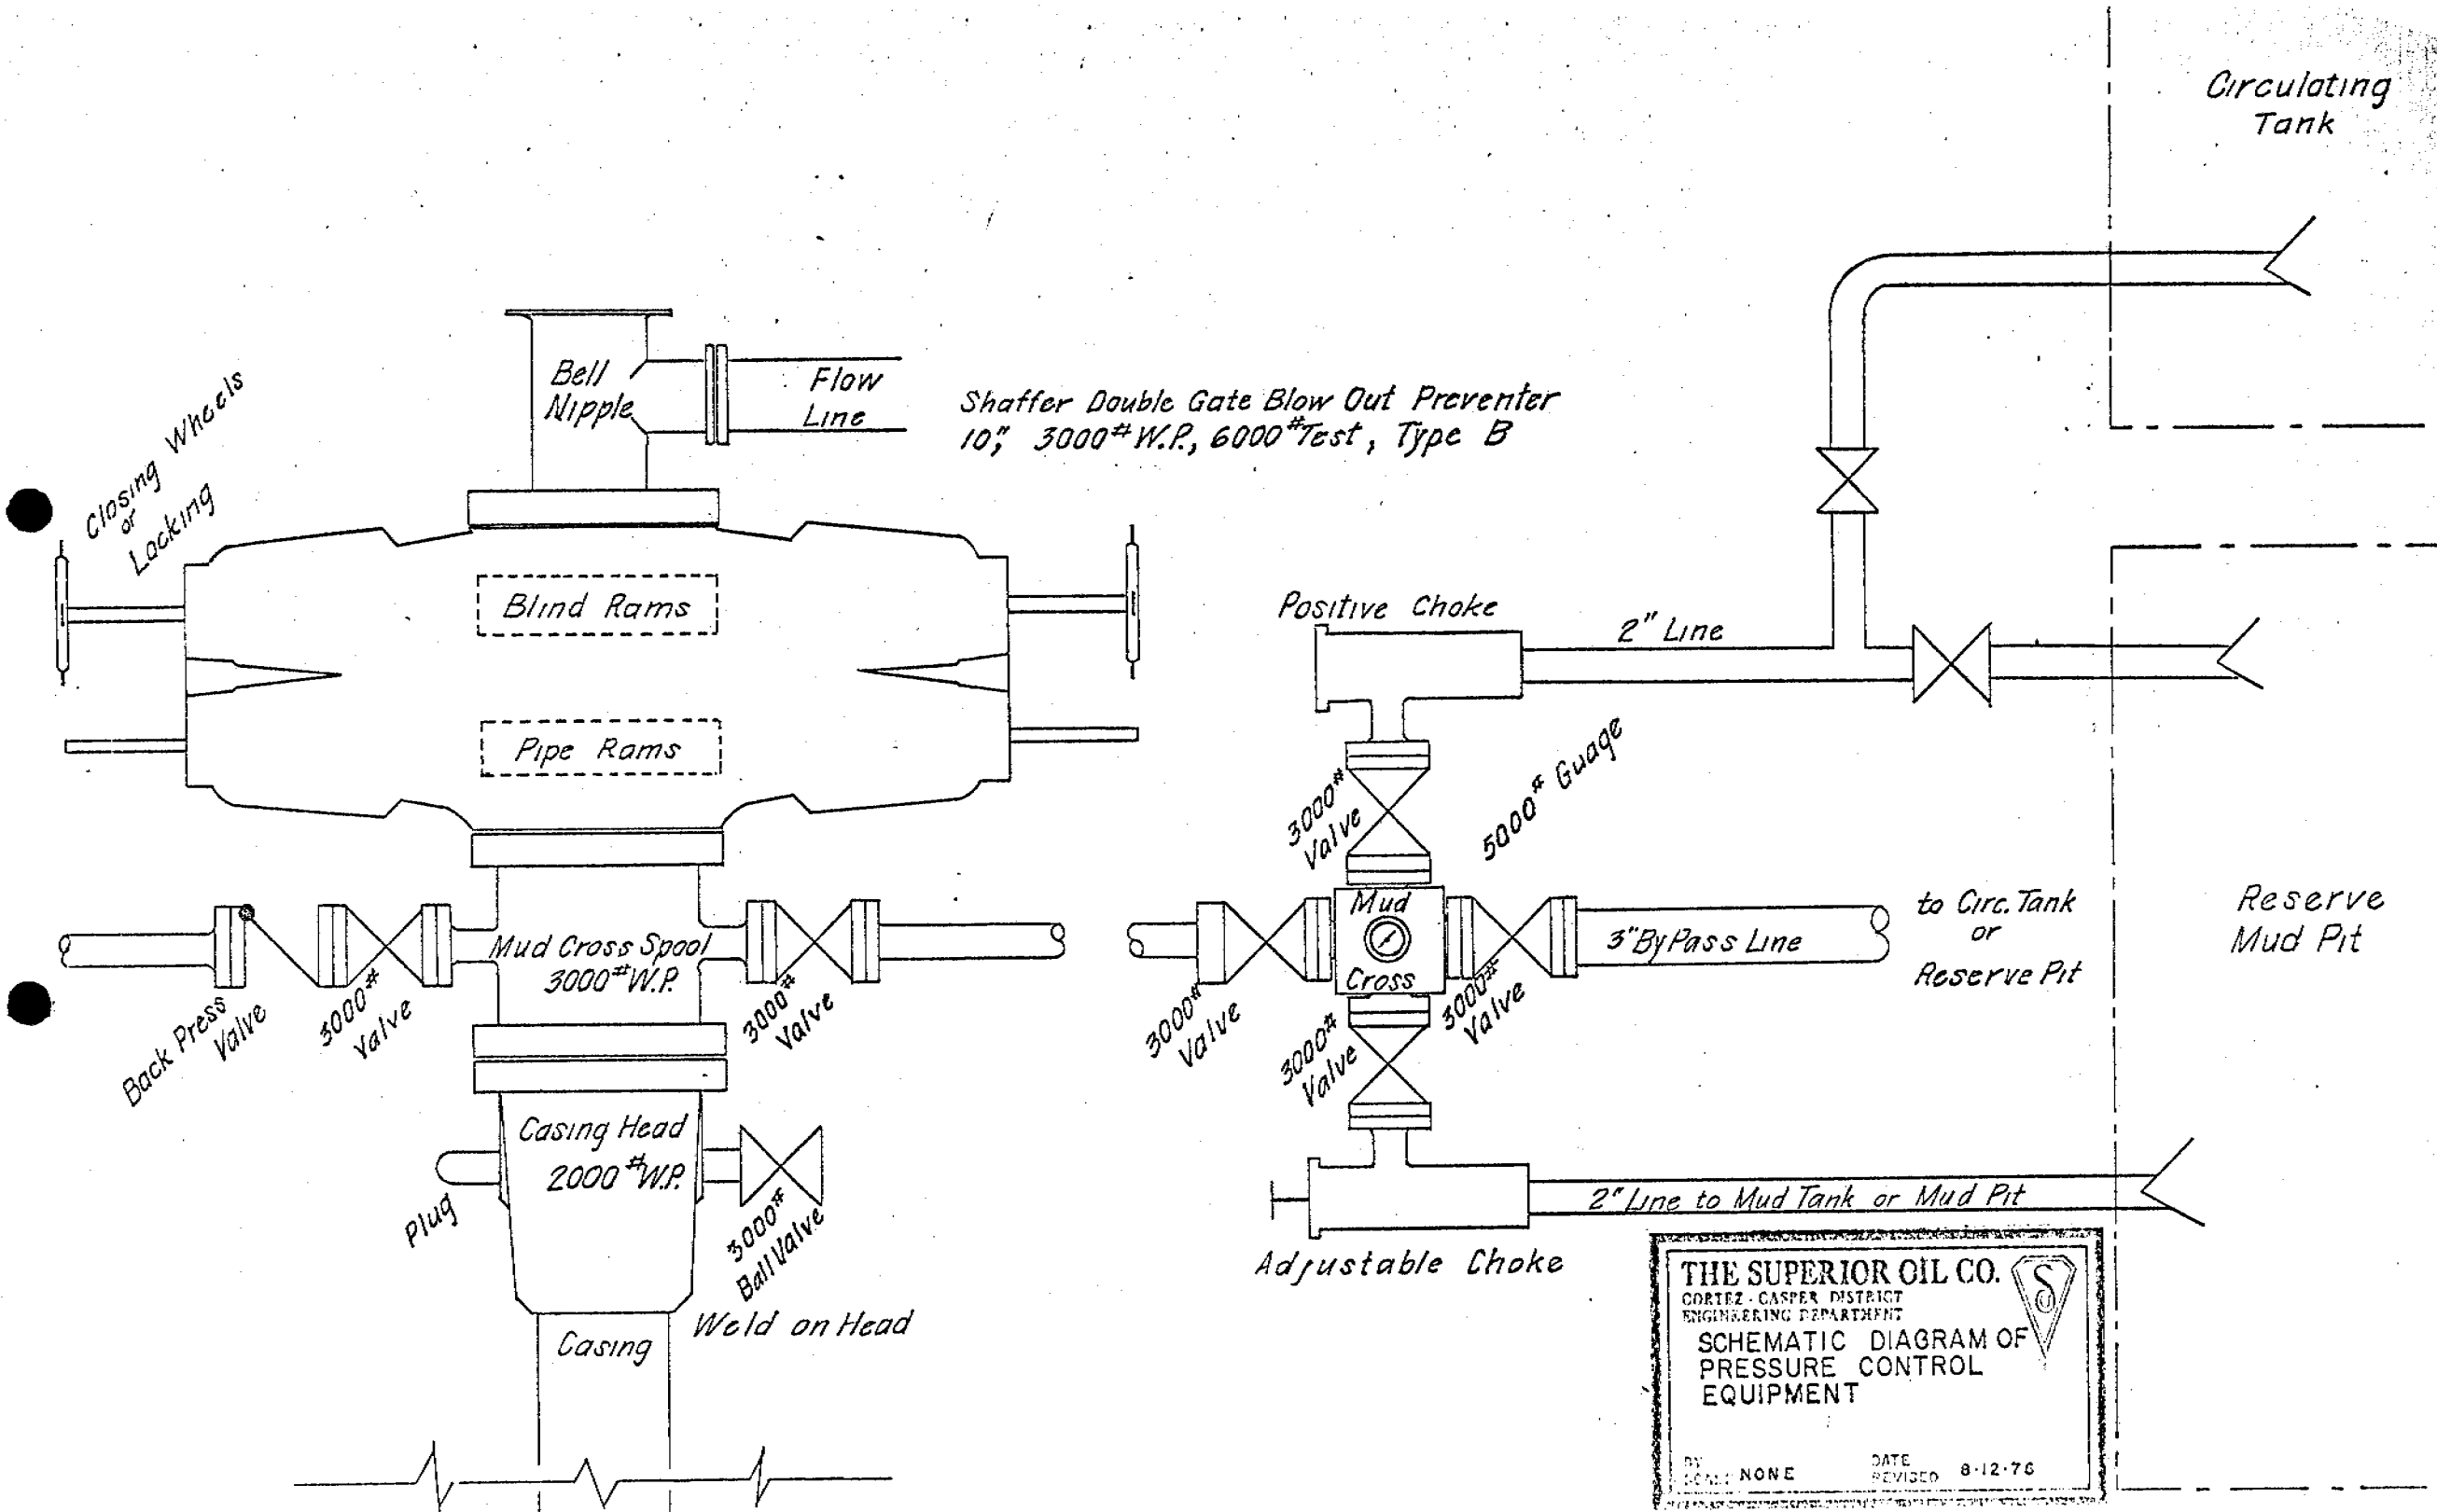 Circulating
Tank
Bell
Nipple
Flow
Line
Shaffer Double Gate Blow Out Preventer
10", 3000# W.P., 6000# Test, Type B
Closing Wheels
or
Locking
Blind Rams
Pipe Rams
Positive Choke
2" Line
3000#
Valve
5000# Guage
Mud
Cross
3" By Pass Line
to Circ. Tank
or
Reserve Pit
Reserve
Mud Pit
Mud Cross Spool
3000# W.P.
Back Press
Valve
3000#
Valve
3000#
Valve
3000#
Valve
3000#
Valve
3000#
Valve
Casing Head
2000# W.P.
Plug
3000#
Ball Valve
Weld on Head
Casing
2" Line to Mud Tank or Mud Pit
Adjustable Choke
THE SUPERIOR OIL CO.
CORTEZ - CASPER DISTRICT
ENGINEERING DEPARTMENT
SCHEMATIC DIAGRAM OF
PRESSURE CONTROL
EQUIPMENT
BY
SCALE NONE
DATE
REVISED 8-12-76